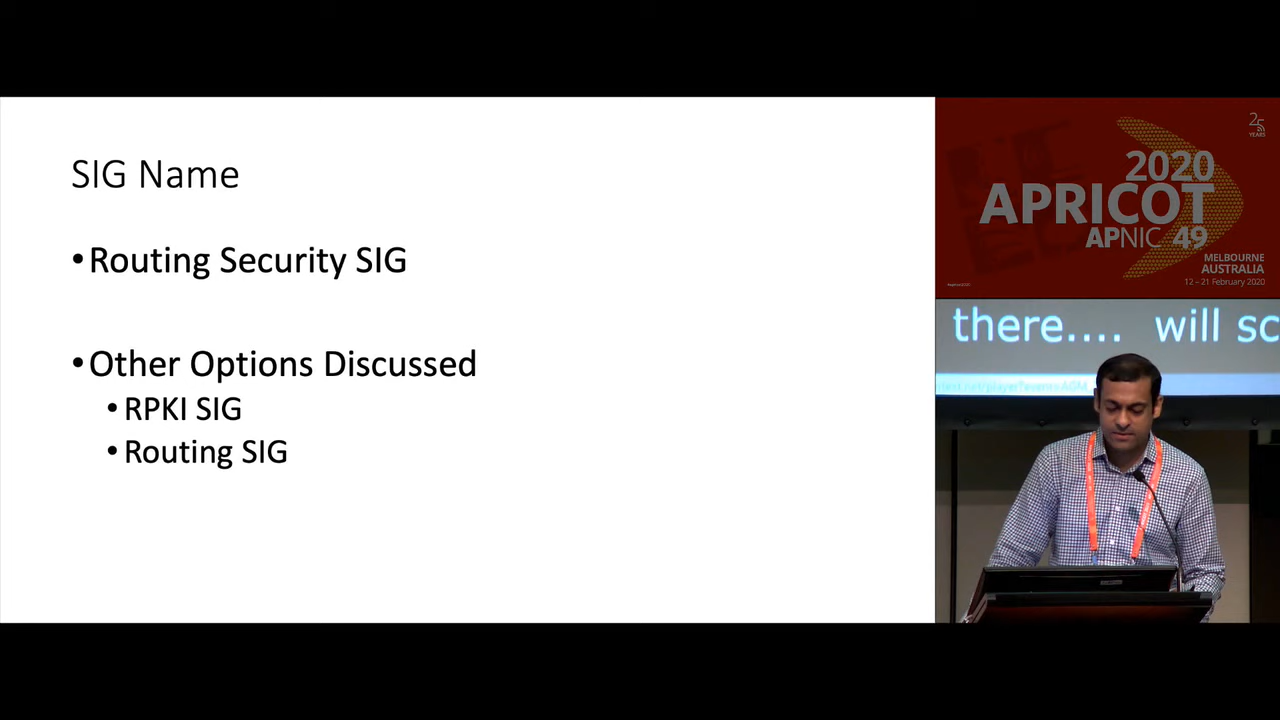 SIG Name
•Routing Security SIG
•Other Options Discussed
•RPKI SIG
•Routing SIG
25
YEARS
2020
APRICOT
APNIC 49
MELBOURNE
AUSTRALIA
12 – 21 February 2020
there.... will sc